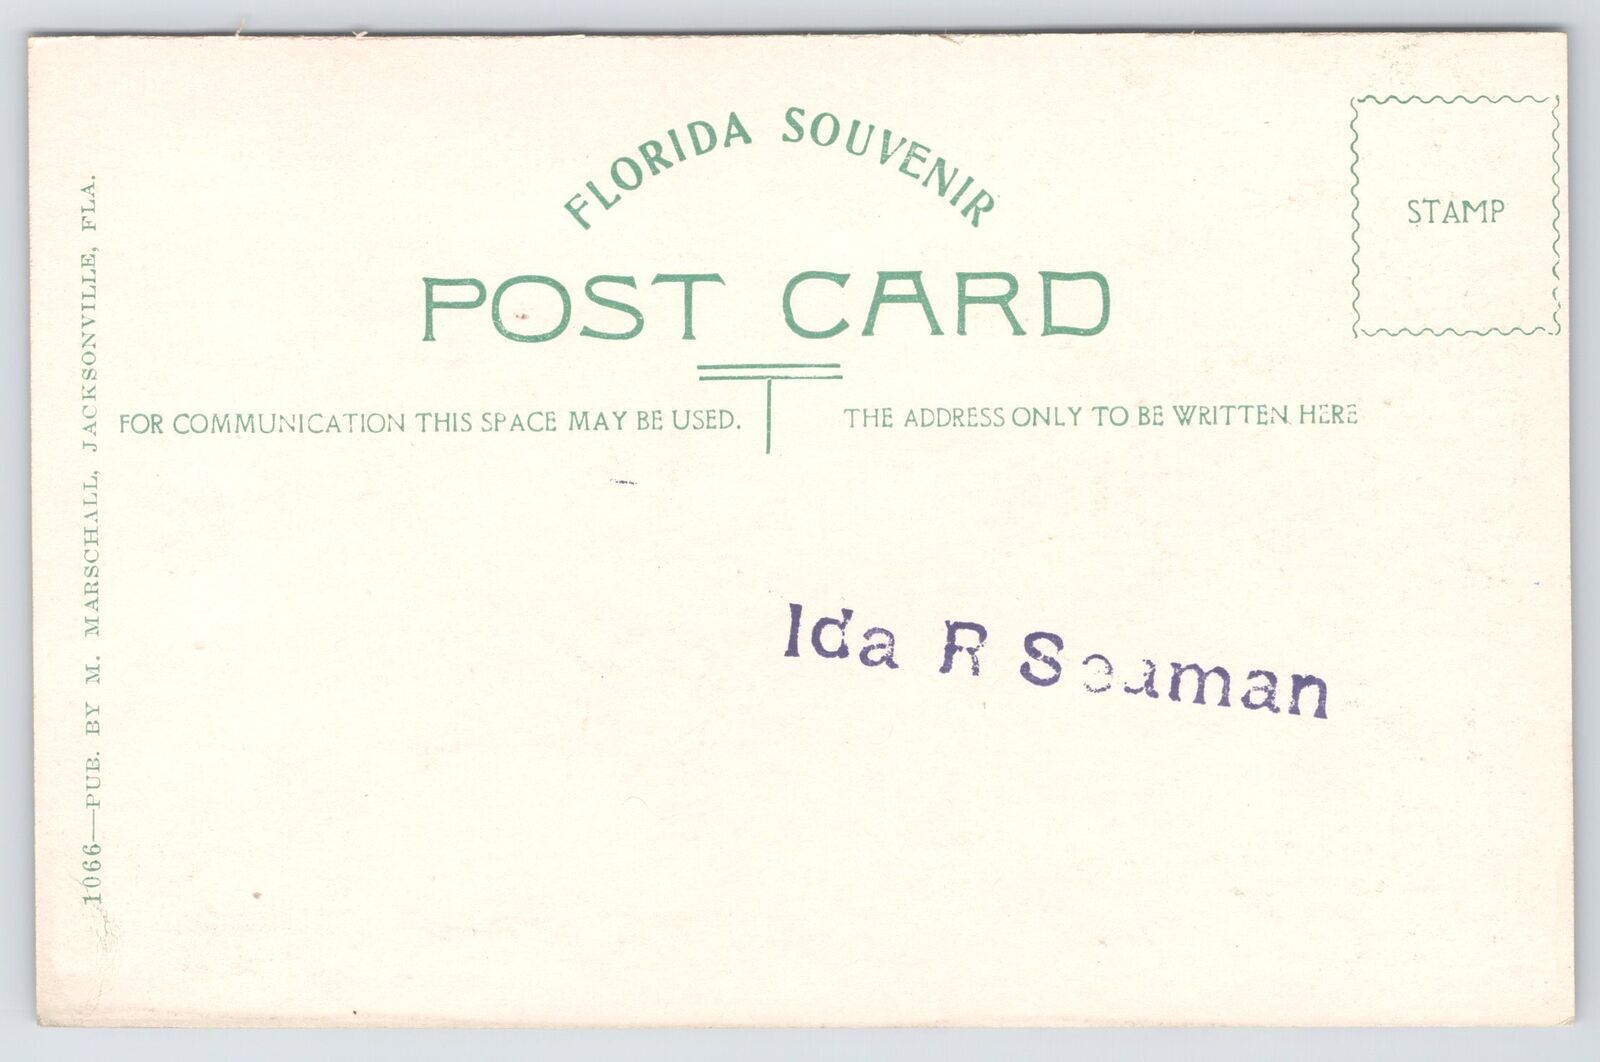 FLORIDA SOUVENIR
POST CARD
STAMP
FOR COMMUNICATION THIS SPACE MAY BE USED.
THE ADDRESS ONLY TO BE WRITTEN HERE
Ida R Seaman
1066—PUB. BY M. MARSCHALL, JACKSONVILLE, FLA.